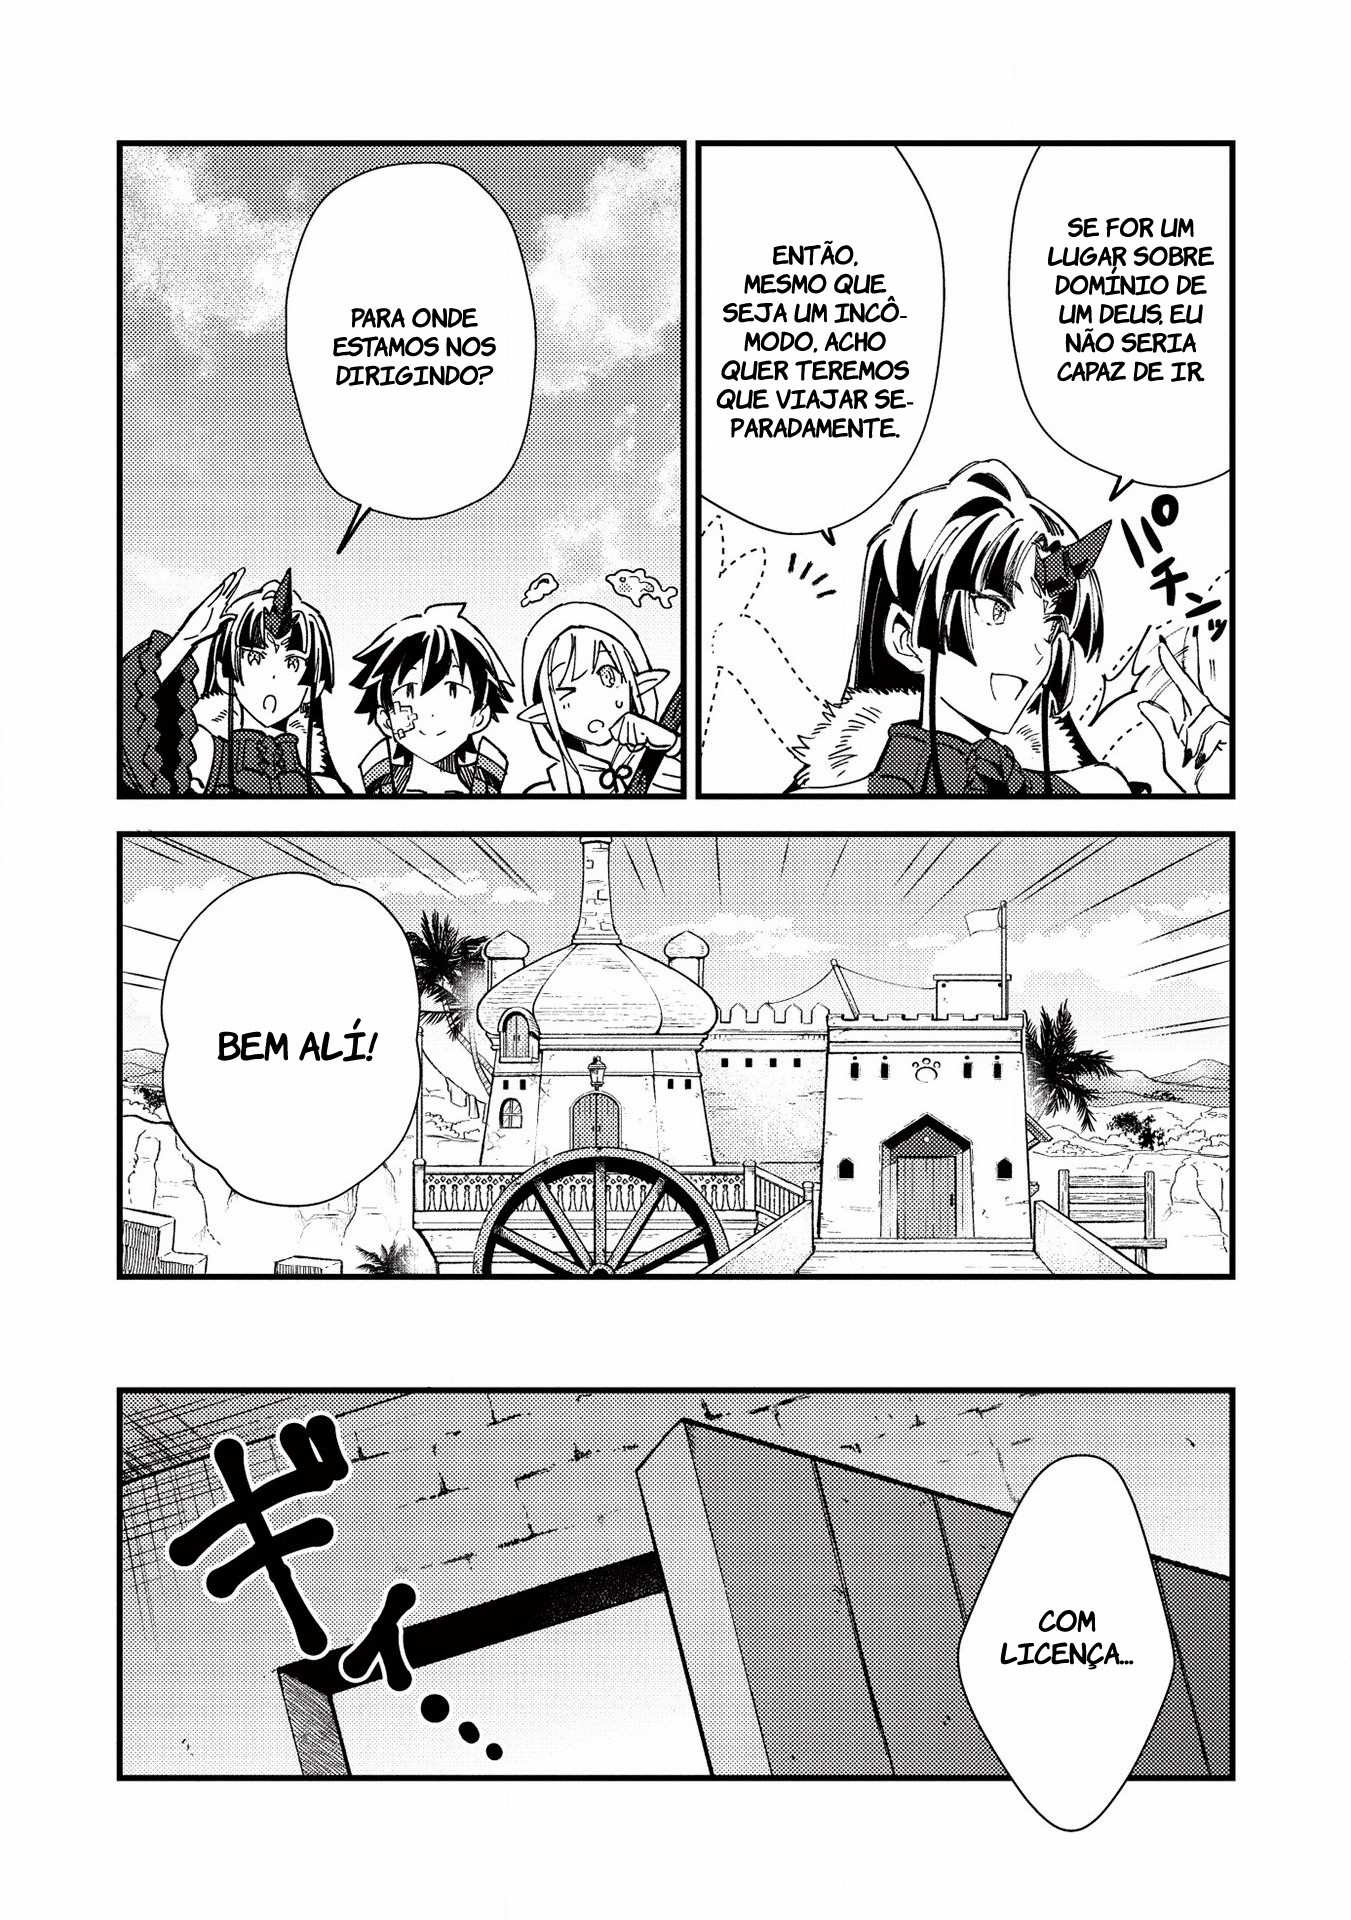 SE FOR UM
LUGAR SOBRE
DOMÍNIO DE
UM DEUS, EU
NÃO SERIA
CAPAZ DE IR.
ENTÃO,
MESMO QUE
SEJA UM INCÔ-
MODO, ACHO
QUER TEREMOS
QUE VIAJAR SE-
PARADAMENTE.
パチンッ
PARA ONDE
ESTAMOS NOS
DIRIGINDO?
BEM ALÍ!
ギィ...
COM
LICENÇA...